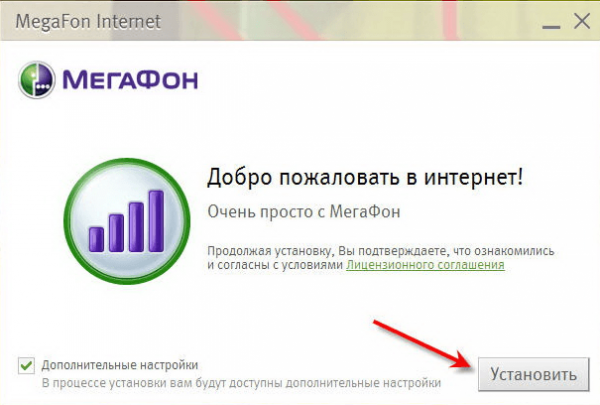 MegaFon Internet
МЕГАФОН
Добро пожаловать в интернет!
Очень просто с МегаФон
Продолжая установку, Вы подтверждаете, что ознакомились
и согласны с условиями Лицензионного соглашения
Дополнительные настройки
В процессе установки вам будут доступны дополнительные настройки
Установить